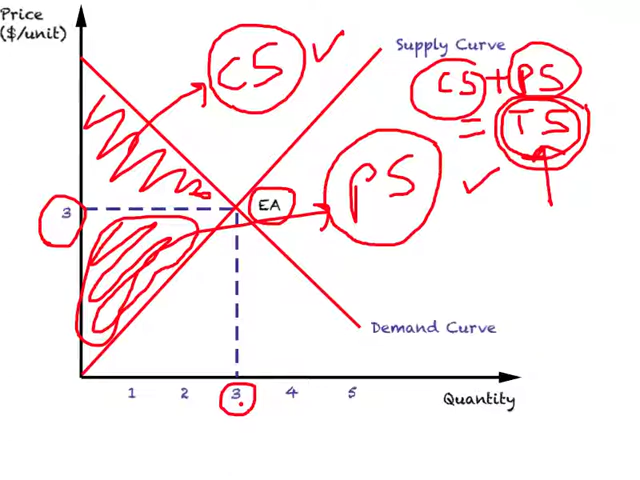 Price
($/unit)
CS
Supply Curve
CS + PS
= TS
PS
3
EA
Demand Curve
1 2 3 4 5
Quantity